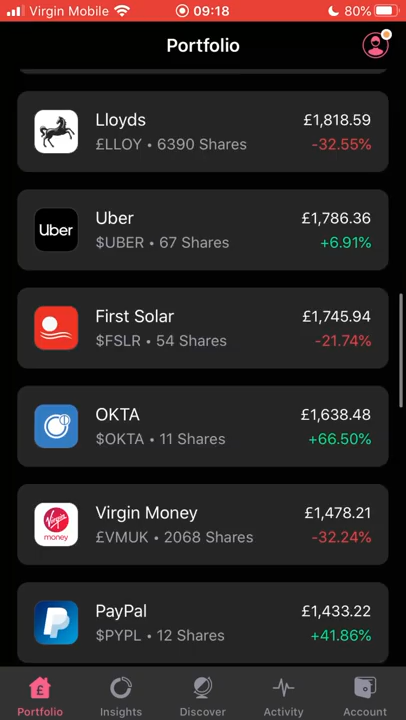 Virgin Mobile 09:18 80%
Portfolio
Lloyds £1,818.59
£LLOY • 6390 Shares -32.55%
Uber
Uber £1,786.36
$UBER • 67 Shares +6.91%
First Solar £1,745.94
$FSLR • 54 Shares -21.74%
OKTA £1,638.48
$OKTA • 11 Shares +66.50%
Virgin
money
Virgin Money £1,478.21
£VMUK • 2068 Shares -32.24%
PayPal £1,433.22
$PYPL • 12 Shares +41.86%
£
Portfolio Insights Discover Activity Account